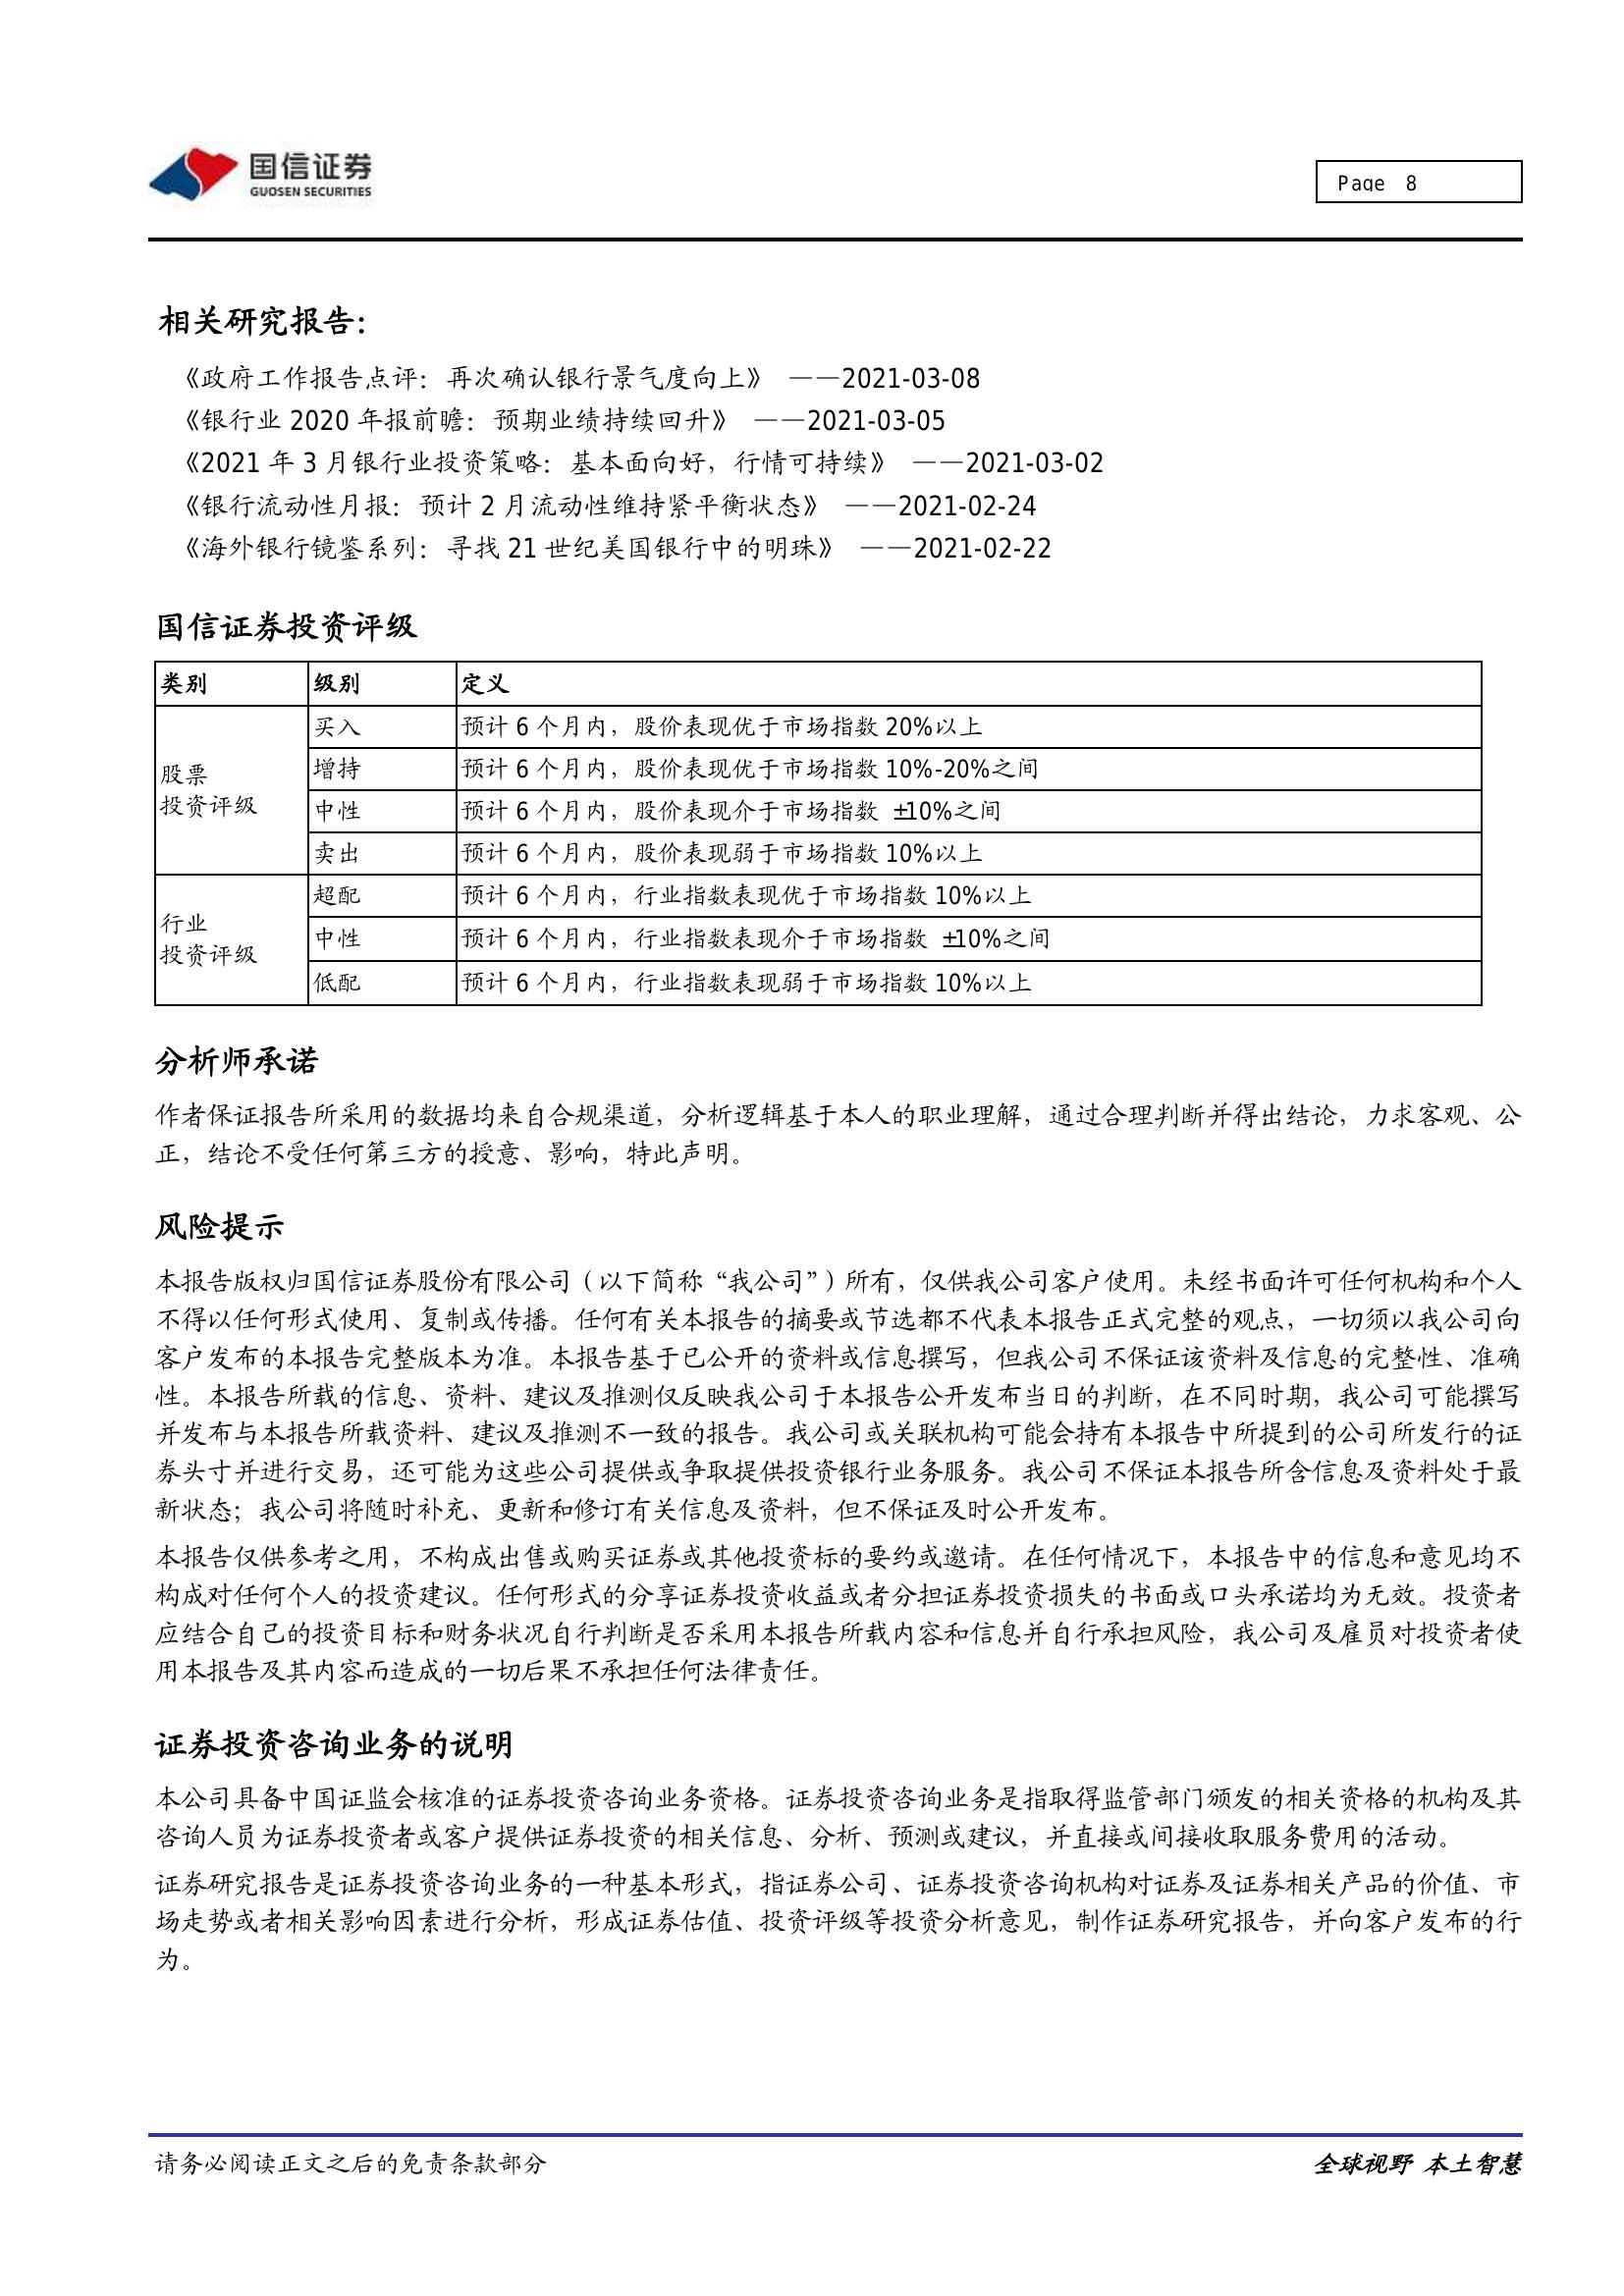 国信证券
GUOSEN SECURITIES
Page 8
相关研究报告：
《政府工作报告点评：再次确认银行景气度向上》 ——2021-03-08
《银行业 2020 年报前瞻：预期业绩持续回升》 ——2021-03-05
《2021 年 3 月银行业投资策略：基本面向好，行情可持续》 ——2021-03-02
《银行流动性月报：预计 2 月流动性维持紧平衡状态》 ——2021-02-24
《海外银行镜鉴系列：寻找 21 世纪美国银行中的明珠》 ——2021-02-22
国信证券投资评级
类别 级别 定义
股票
投资评级
买入 预计 6 个月内，股价表现优于市场指数 20%以上
增持 预计 6 个月内，股价表现优于市场指数 10%-20%之间
中性 预计 6 个月内，股价表现介于市场指数 ±10%之间
卖出 预计 6 个月内，股价表现弱于市场指数 10%以上
行业
投资评级
超配 预计 6 个月内，行业指数表现优于市场指数 10%以上
中性 预计 6 个月内，行业指数表现介于市场指数 ±10%之间
低配 预计 6 个月内，行业指数表现弱于市场指数 10%以上
分析师承诺
作者保证报告所采用的数据均来自合规渠道，分析逻辑基于本人的职业理解，通过合理判断并得出结论，力求客观、公
正，结论不受任何第三方的授意、影响，特此声明。
风险提示
本报告版权归国信证券股份有限公司（以下简称“我公司”）所有，仅供我公司客户使用。未经书面许可任何机构和个人
不得以任何形式使用、复制或传播。任何有关本报告的摘要或节选都不代表本报告正式完整的观点，一切须以我公司向
客户发布的本报告完整版本为准。本报告基于已公开的资料或信息撰写，但我公司不保证该资料及信息的完整性、准确
性。本报告所载的信息、资料、建议及推测仅反映我公司于本报告公开发布当日的判断，在不同时期，我公司可能撰写
并发布与本报告所载资料、建议及推测不一致的报告。我公司或关联机构可能会持有本报告中所提到的公司所发行的证
券头寸并进行交易，还可能为这些公司提供或争取提供投资银行业务服务。我公司不保证本报告所含信息及资料处于最
新状态；我公司将随时补充、更新和修订有关信息及资料，但不保证及时公开发布。
本报告仅供参考之用，不构成出售或购买证券或其他投资标的要约或邀请。在任何情况下，本报告中的信息和意见均不
构成对任何个人的投资建议。任何形式的分享证券投资收益或者分担证券投资损失的书面或口头承诺均为无效。投资者
应结合自己的投资目标和财务状况自行判断是否采用本报告所载内容和信息并自行承担风险，我公司及雇员对投资者使
用本报告及其内容而造成的一切后果不承担任何法律责任。
证券投资咨询业务的说明
本公司具备中国证监会核准的证券投资咨询业务资格。证券投资咨询业务是指取得监管部门颁发的相关资格的机构及其
咨询人员为证券投资者或客户提供证券投资的相关信息、分析、预测或建议，并直接或间接收取服务费用的活动。
证券研究报告是证券投资咨询业务的一种基本形式，指证券公司、证券投资咨询机构对证券及证券相关产品的价值、市
场走势或者相关影响因素进行分析，形成证券估值、投资评级等投资分析意见，制作证券研究报告，并向客户发布的行
为。
请务必阅读正文之后的免责条款部分
全球视野 本土智慧